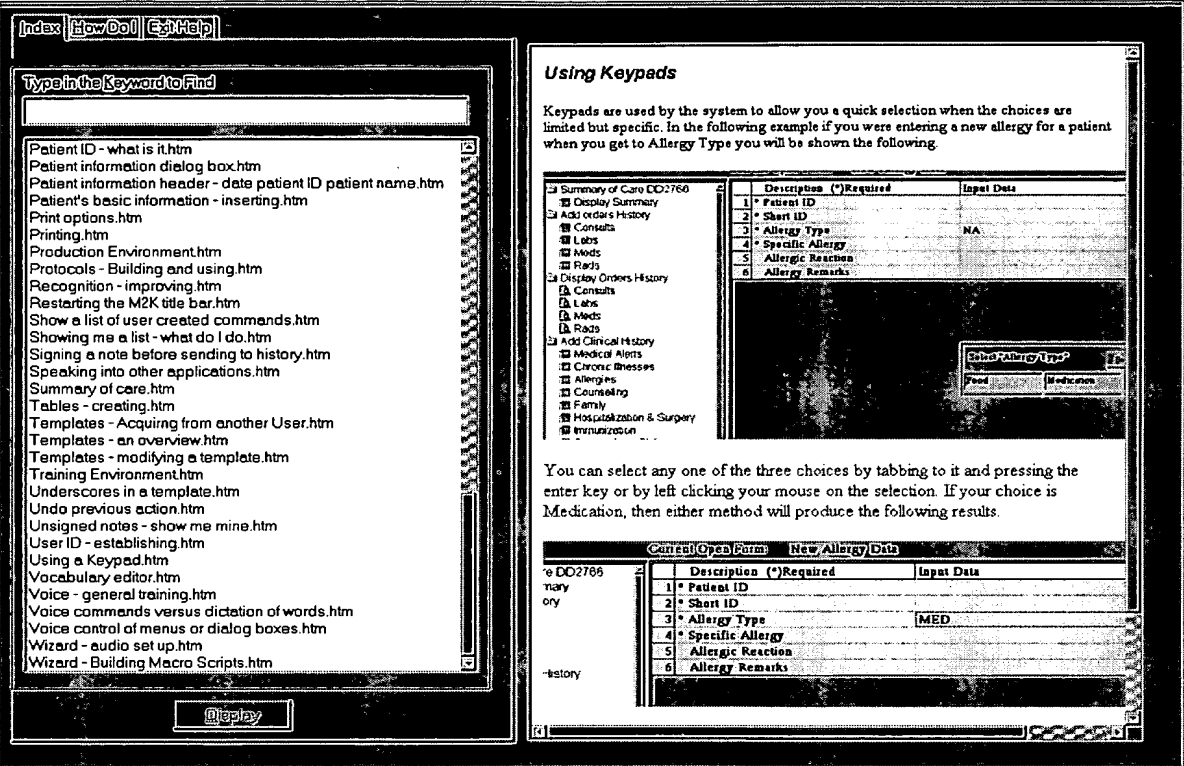 Index How Do I Exit Help
Type in the Keyword to Find
Patient ID - what is it.htm
Patient information dialog box.htm
Patient information header - date patient ID patient name.htm
Patient's basic information - inserting.htm
Print options.htm
Printing.htm
Production Environment.htm
Protocols - Building and using.htm
Recognition - improving.htm
Restarting the M2K title bar.htm
Show a list of user created commands.htm
Showing me a list - what do I do.htm
Signing a note before sending to history.htm
Speaking into other applications.htm
Summary of care.htm
Tables - creating.htm
Templates - Acquirng from another User.htm
Templates - an overview.htm
Templates - modifying a template.htm
Training Environment.htm
Underscores in a template.htm
Undo previous action.htm
Unsigned notes - show me mine.htm
User ID - establishing.htm
Using a Keypad.htm
Vocabulary editor.htm
Voice - general training.htm
Voice commands versus dictation of words.htm
Voice control of menus or dialog boxes.htm
Wizard - audio set up.htm
Wizard - Building Macro Scripts.htm
Display
Using Keypads
Keypads are used by the system to allow you a quick selection when the choices are
limited but specific. In the following example if you were entering a new allergy for a patient
when you get to Allergy Type you will be shown the following.
Summary of Care DD2766
Display Summary
Add orders History
Consults
Labs
Meds
Rads
Display Orders History
Consults
Labs
Meds
Rads
Add Clinical History
Medical Alerts
Chronic Illnesses
Allergies
Counseling
Family
Hospitalization & Surgery
Immunization
Description (*)Required Input Data
1 * Patient ID
2 * Short ID
3 * Allergy Type NA
4 * Specific Allergy
5 Allergic Reaction
6 Allergy Remarks
Select "Allergy Type"
Food Medication
You can select any one of the three choices by tabbing to it and pressing the
enter key or by left clicking your mouse on the selection. If your choice is
Medication, then either method will produce the following results.
Current Open Form: New Allergy Data
e DD2766
mary
ory
History
Description (*)Required Input Data
1 * Patient ID
2 * Short ID
3 * Allergy Type MED
4 * Specific Allergy
5 Allergic Reaction
6 Allergy Remarks